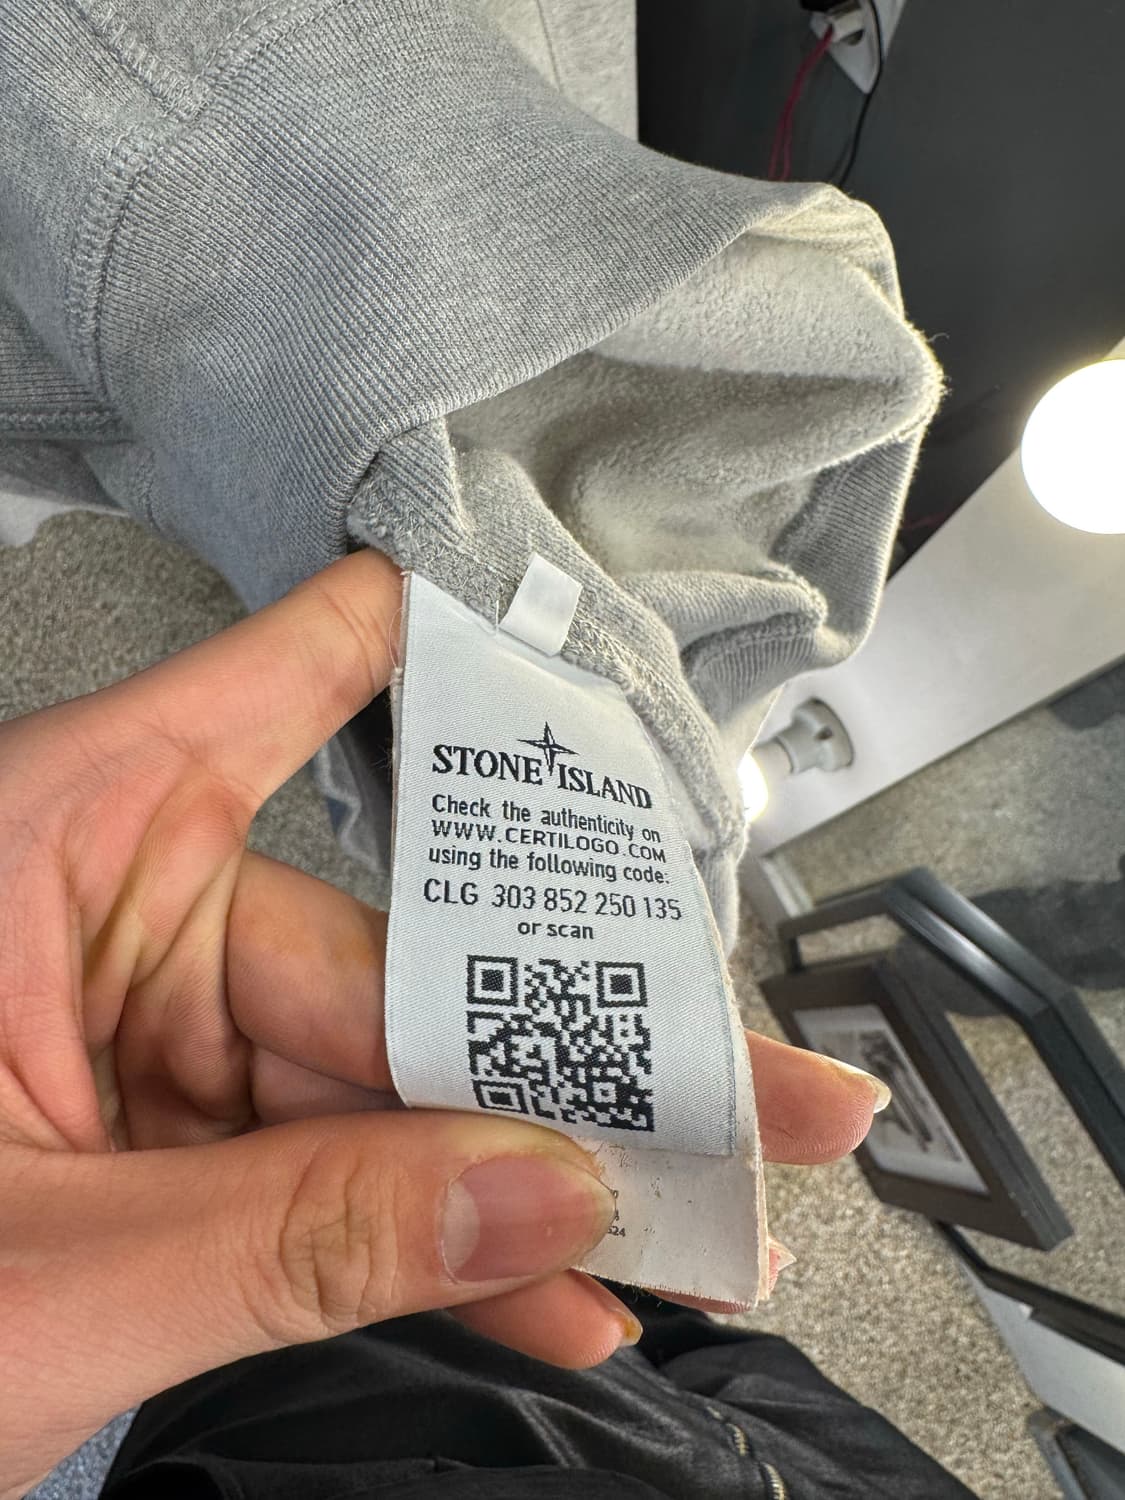 STONE ISLAND
Check the authenticity on
WWW.CERTILOGO.COM
using the following code:
CLG 303 852 250 135
or scan